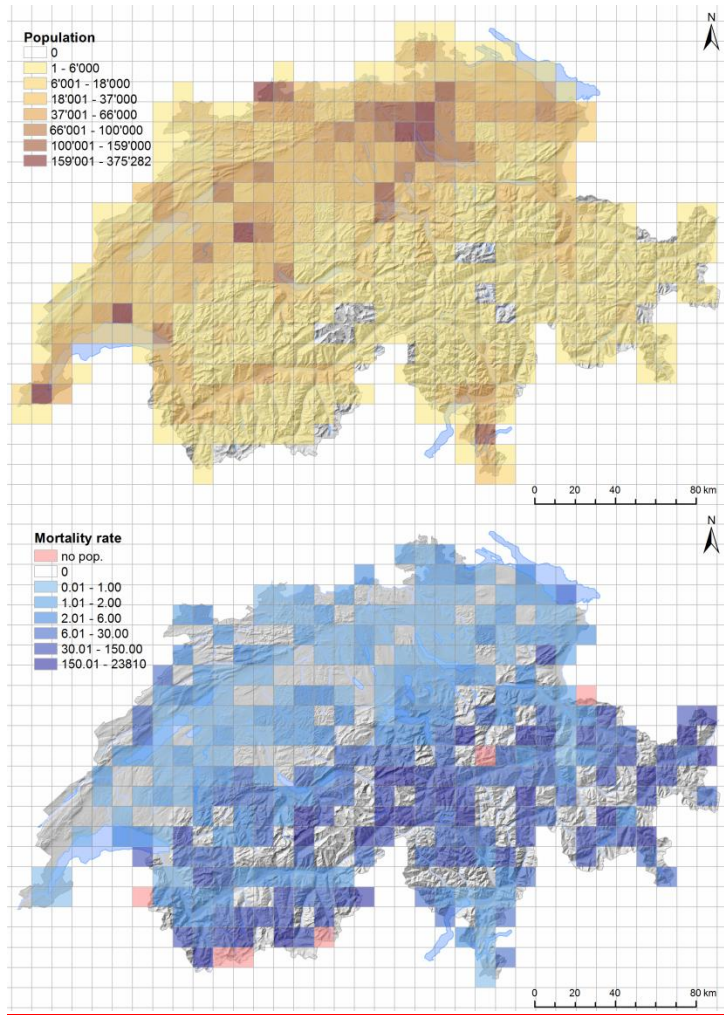 Population
0
1 - 6'000
6'001 - 18'000
18'001 - 37'000
37'001 - 66'000
66'001 - 100'000
100'001 - 159'000
159'001 - 375'282
N
0 20 40 80 km
Mortality rate
no pop.
0
0.01 - 1.00
1.01 - 2.00
2.01 - 6.00
6.01 - 30.00
30.01 - 150.00
150.01 - 23810
N
0 20 40 80 km